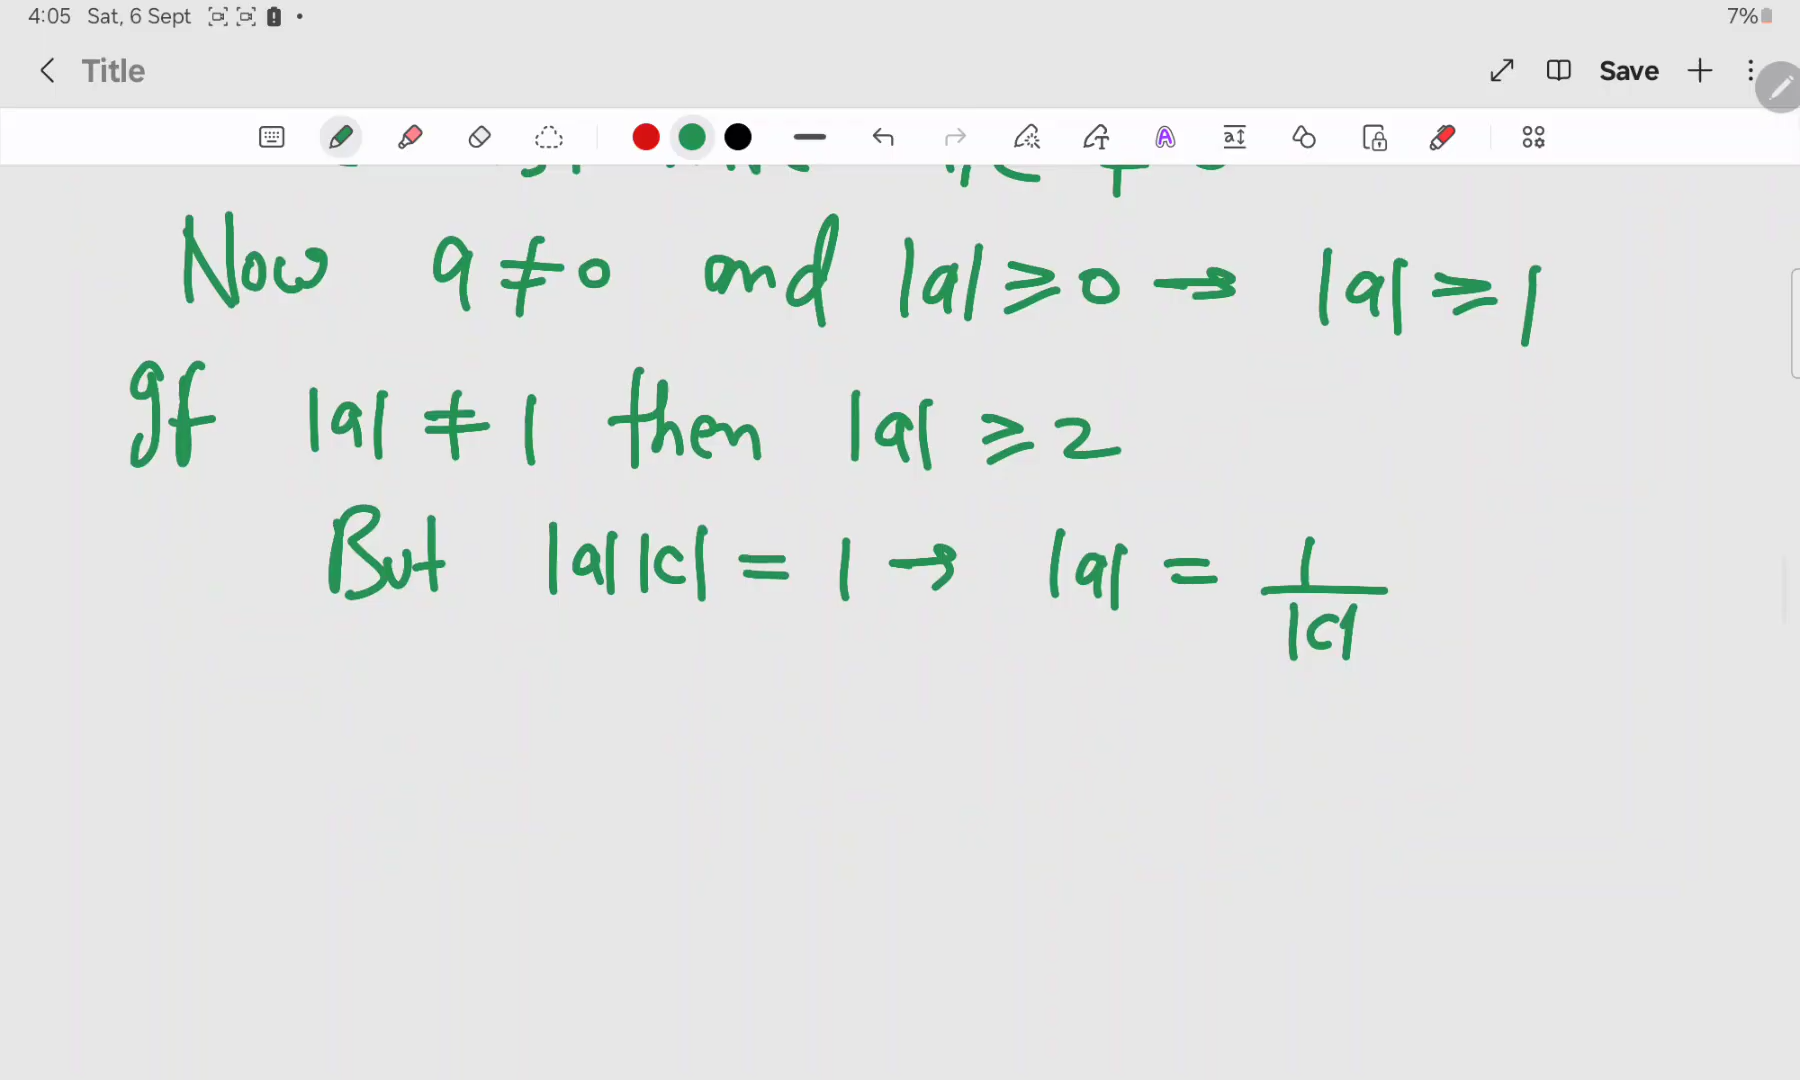 4:05 Sat, 6 Sept 7%
Title Save
Now a ≠ 0 and |a| ≥ 0 → |a| ≥ 1
If |a| ≠ 1 then |a| ≥ 2
But |a||c| = 1 → |a| = 1/|c|